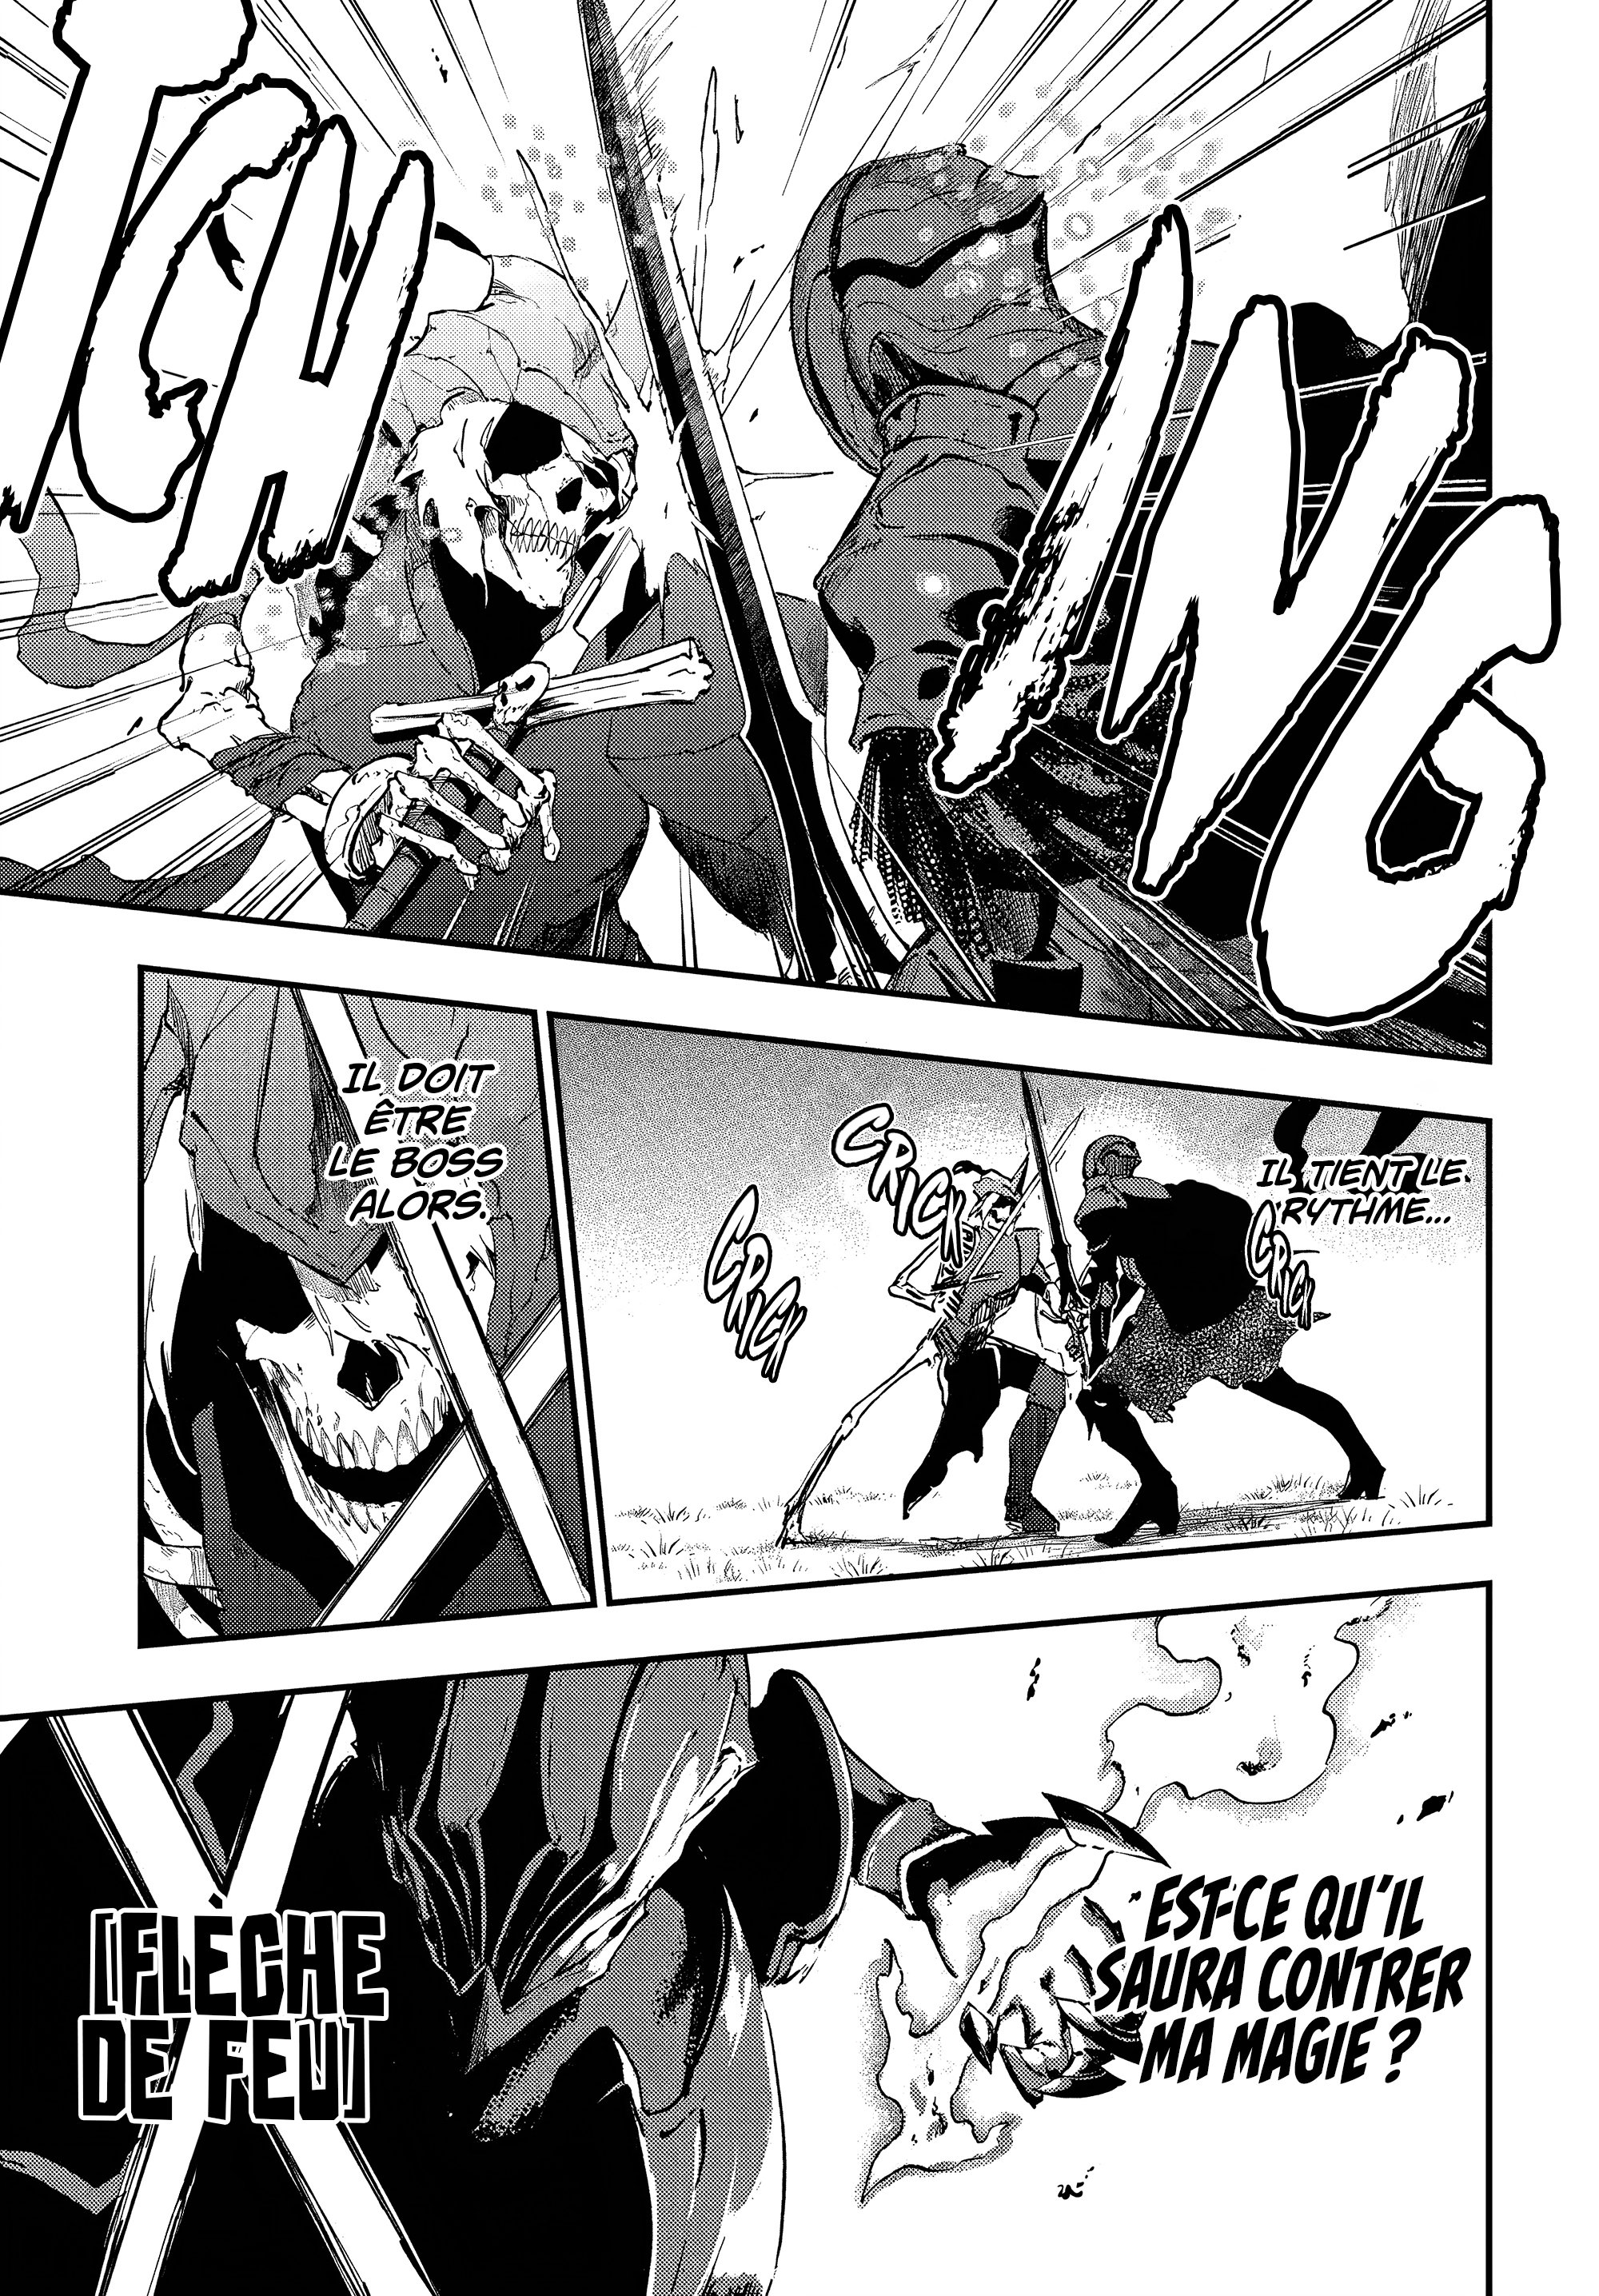 TCHING
IL TIENT LE
RYTHME...
CRICK
CRICK
CRICK
IL DOIT
ÊTRE
LE BOSS
ALORS.
EST-CE QU'IL
SAURA CONTRER
MA MAGIE ?
[FLÈCHE
DE FEU]